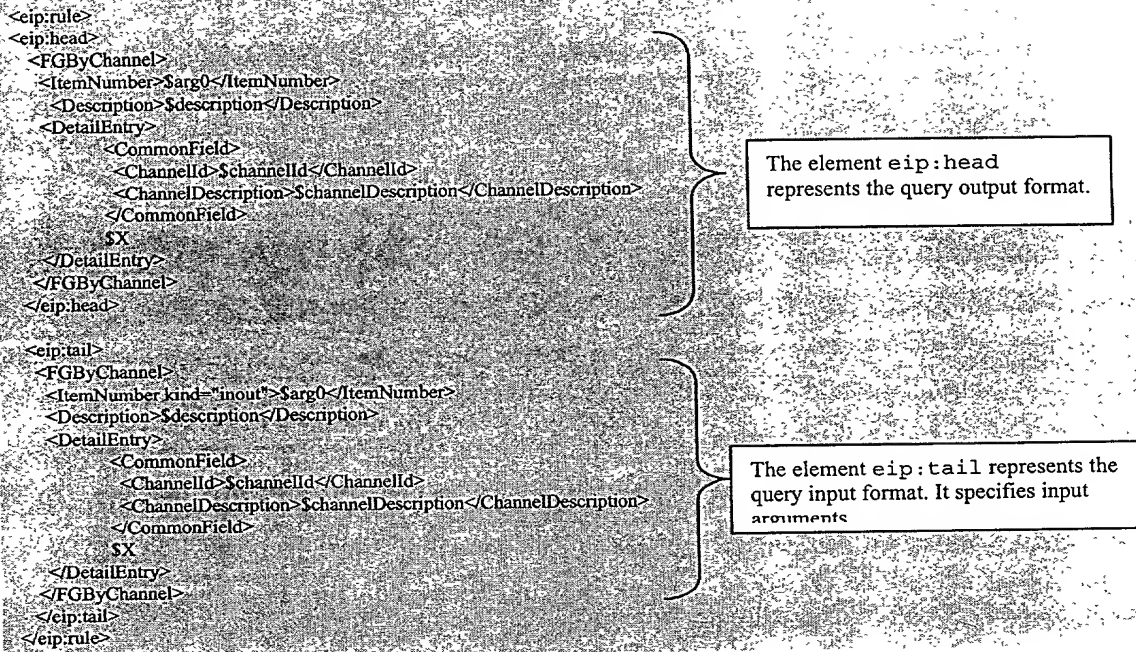 <eip:rule>
<eip:head>
<FGByChannel>
<ItemNumber>$arg0</ItemNumber>
<Description>$description</Description>
<DetailEntry>
<CommonField>
<ChannelId>$channelId</ChannelId>
<ChannelDescription>$channelDescription</ChannelDescription>
</CommonField>
$X
</DetailEntry>
</FGByChannel>
</eip:head>
The element eip:head
represents the query output format.
<eip:tail>
<FGByChannel>
<ItemNumber kind="inout">$arg0</ItemNumber>
<Description>$description</Description>
<DetailEntry>
<CommonField>
<ChannelId>$channelId</ChannelId>
<ChannelDescription>$channelDescription</ChannelDescription>
</CommonField>
$X
</DetailEntry>
</FGByChannel>
</eip:tail>
</eip:rule>
The element eip:tail represents the
query input format. It specifies input
arguments